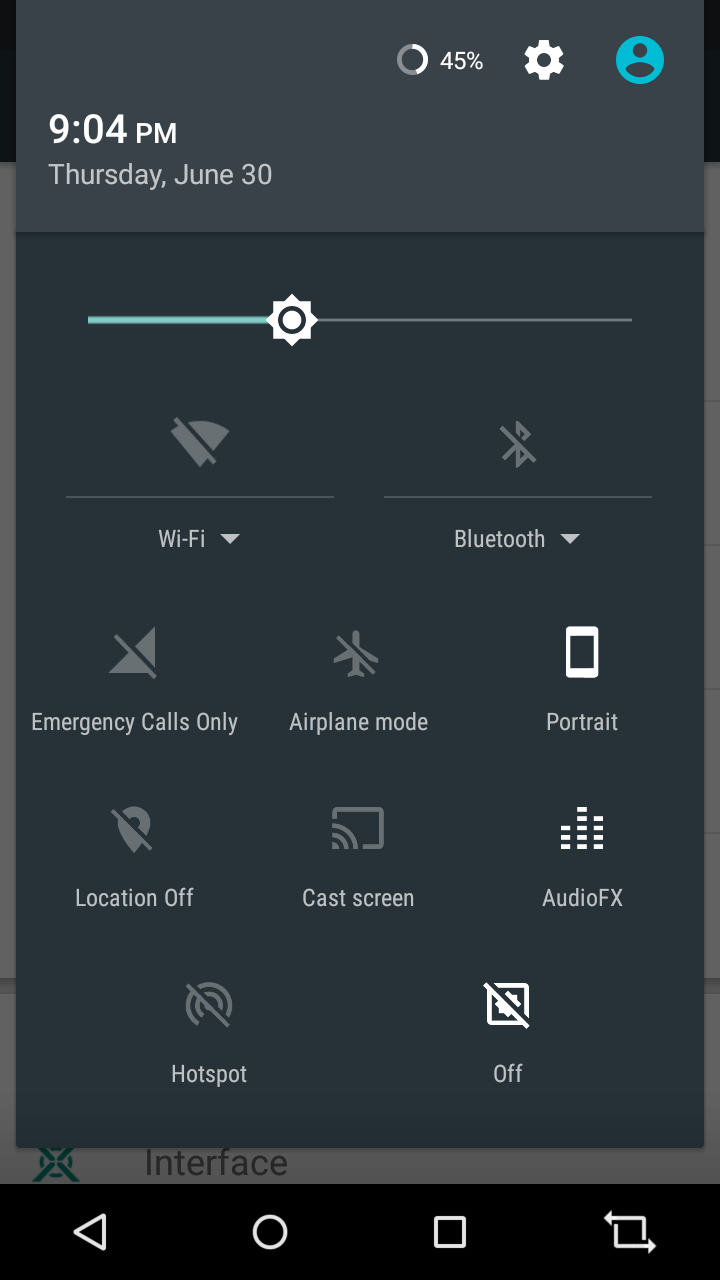 45%
9:04 PM
Thursday, June 30
Wi-Fi
Bluetooth
Emergency Calls Only
Airplane mode
Portrait
Location Off
Cast screen
AudioFX
Hotspot
Off
Interface